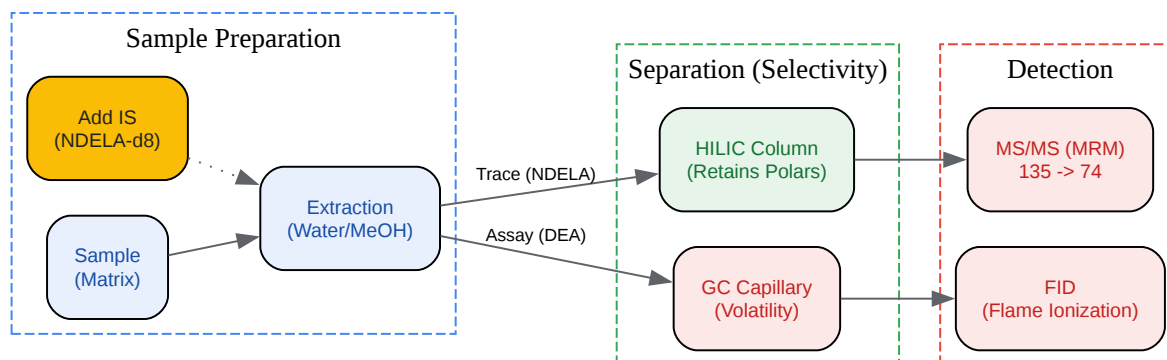 Sample Preparation
Add IS
(NDELA-d8)
Sample
(Matrix)
Extraction
(Water/MeOH)
Trace (NDELA)
Assay (DEA)
Separation (Selectivity)
HILIC Column
(Retains Polars)
GC Capillary
(Volatility)
Detection
MS/MS (MRM)
135 -> 74
FID
(Flame Ionization)